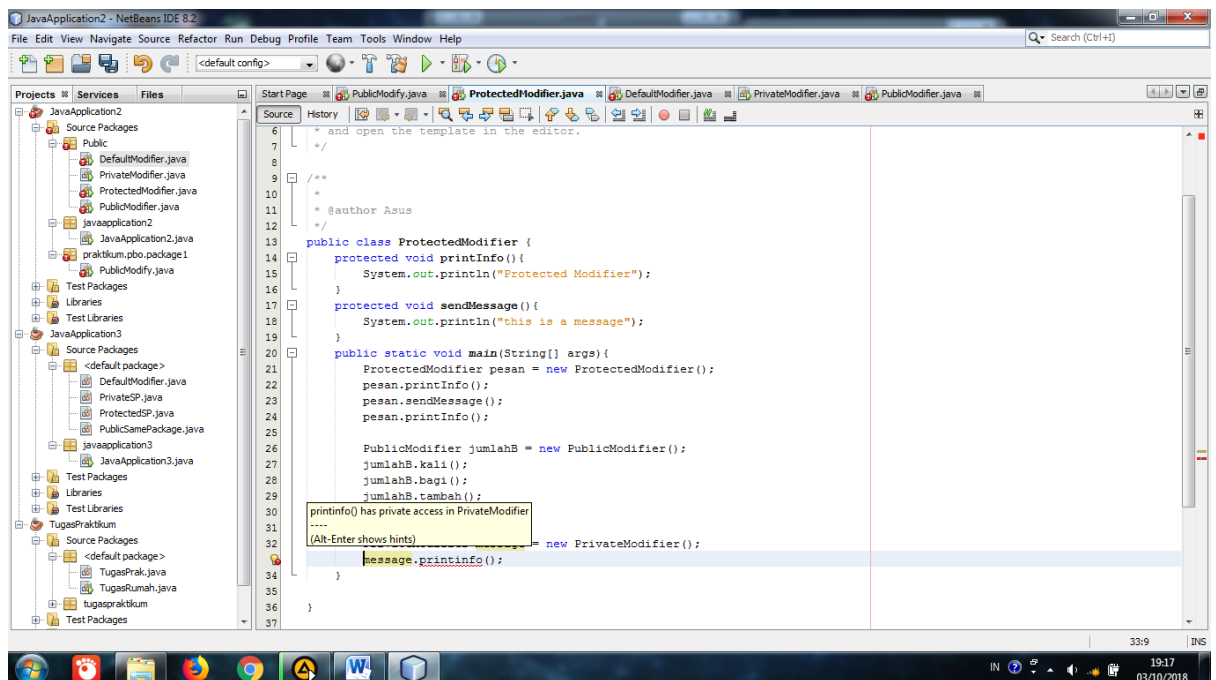 JavaApplication2 - NetBeans IDE 8.2
File Edit View Navigate Source Refactor Run Debug Profile Team Tools Window Help
Search (Ctrl+I)
<default config>
Projects Services Files
Start Page PublicModify.java ProtectedModifier.java DefaultModifier.java PrivateModifier.java PublicModifier.java
Source History
JavaApplication2
Source Packages
Public
DefaultModifier.java
PrivateModifier.java
ProtectedModifier.java
PublicModifier.java
javaapplication2
JavaApplication2.java
praktikum.pbo.package1
PublicModify.java
Test Packages
Libraries
Test Libraries
JavaApplication3
Source Packages
<default package>
DefaultModifier.java
PrivateSP.java
ProtectedSP.java
PublicSamePackage.java
javaapplication3
JavaApplication3.java
Test Packages
Libraries
Test Libraries
TugasPraktikum
Source Packages
<default package>
TugasPrak.java
TugasRumah.java
tugaspraktikum
Test Packages
6 * and open the template in the editor.
7 */
8
9 /**
10 *
11 * @author Asus
12 */
13 public class ProtectedModifier {
14 protected void printInfo(){
15 System.out.println("Protected Modifier");
16 }
17 protected void sendMessage(){
18 System.out.println("this is a message");
19 }
20 public static void main(String[] args){
21 ProtectedModifier pesan = new ProtectedModifier();
22 pesan.printInfo();
23 pesan.sendMessage();
24 pesan.printInfo();
25
26 PublicModifier jumlahB = new PublicModifier();
27 jumlahB.kali();
28 jumlahB.bagi();
29 jumlahB.tambah();
30 printinfo() has private access in PrivateModifier
31 ----
(Alt-Enter shows hints)
32 = new PrivateModifier();
message.printinfo();
34 }
35
36 }
37
33:9 INS
IN 19:17
03/10/2018